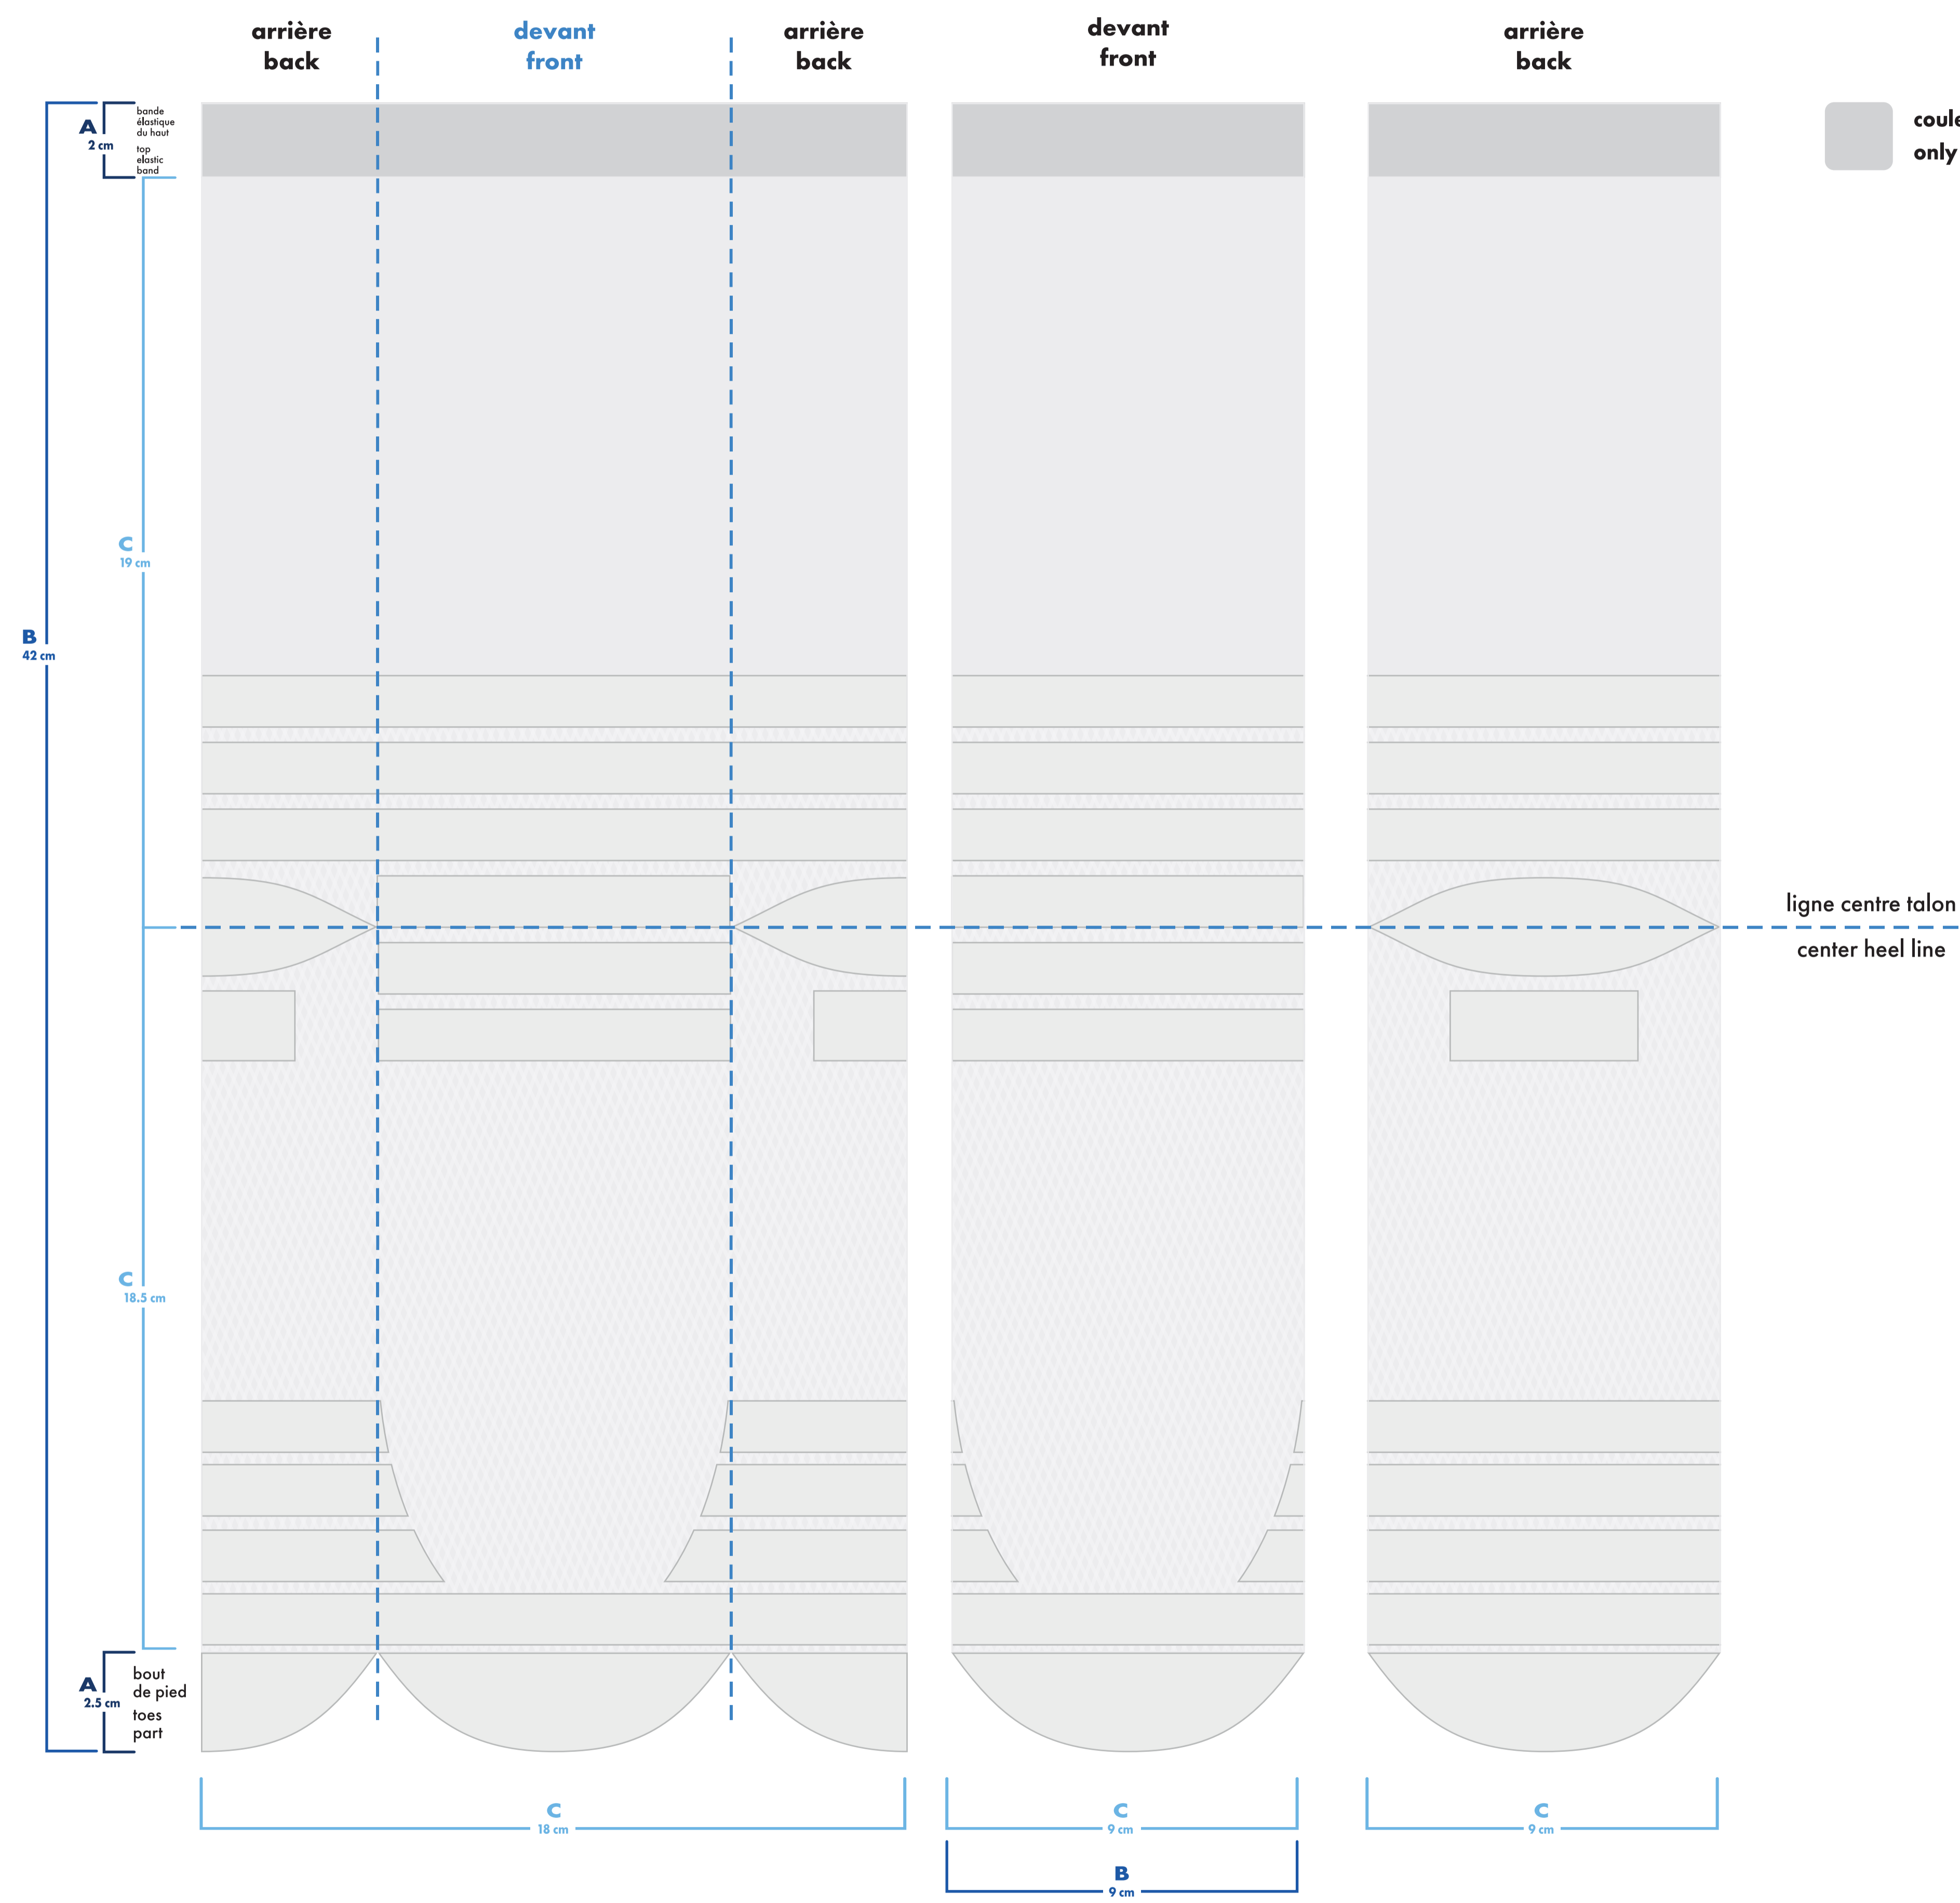 arrière
back
devant
front
arrière
back
devant
front
arrière
back
A
2 cm
bande
élastique
du haut
top
elastic
band
only
C
19 cm
B
42 cm
ligne centre talon
center heel line
C
18.5 cm
A
2.5 cm
bout
de pied
toes
part
C
18 cm
C
9 cm
C
9 cm
B
9 cm